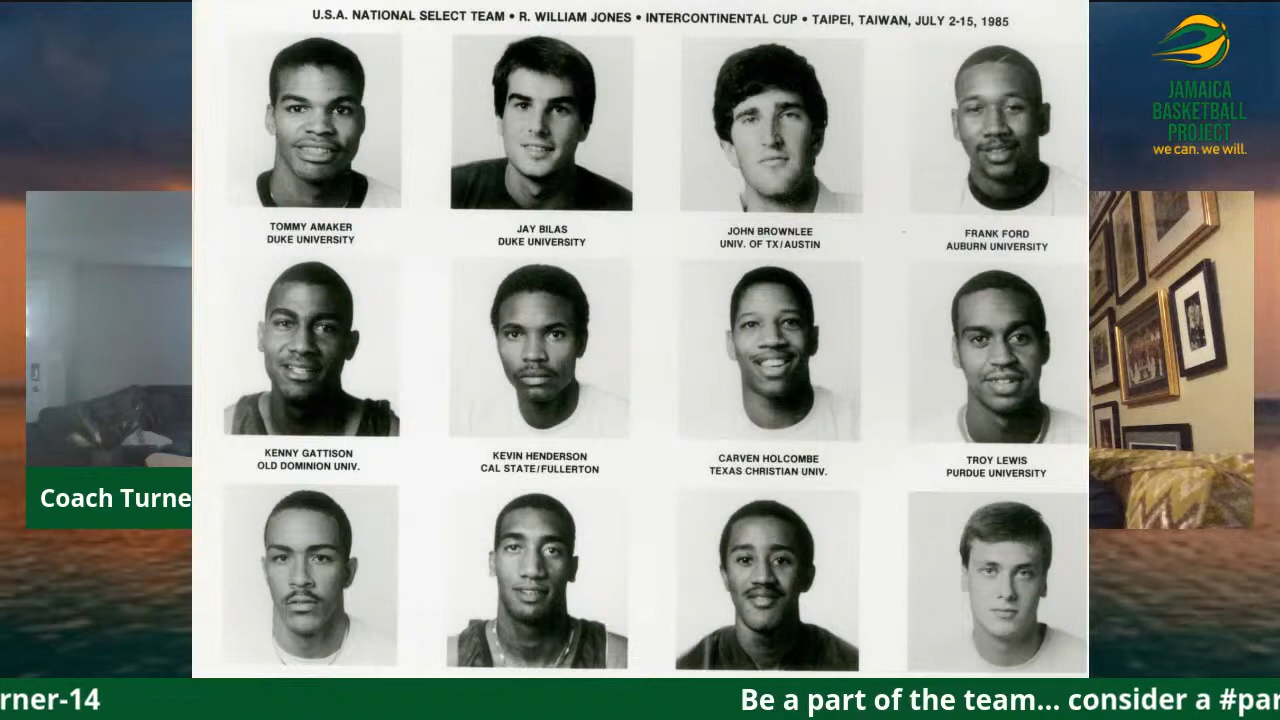 U.S.A. NATIONAL SELECT TEAM • R. WILLIAM JONES • INTERCONTINENTAL CUP • TAIPEI, TAIWAN, JULY 2-15, 1985
JAMAICA
BASKETBALL
PROJECT
we can. we will.
TOMMY AMAKER
DUKE UNIVERSITY
JAY BILAS
DUKE UNIVERSITY
JOHN BROWNLEE
UNIV. OF TX/AUSTIN
FRANK FORD
AUBURN UNIVERSITY
KENNY GATTISON
OLD DOMINION UNIV.
KEVIN HENDERSON
CAL STATE/FULLERTON
CARVEN HOLCOMBE
TEXAS CHRISTIAN UNIV.
TROY LEWIS
PURDUE UNIVERSITY
Coach Turne
rner-14
Be a part of the team... consider a #par